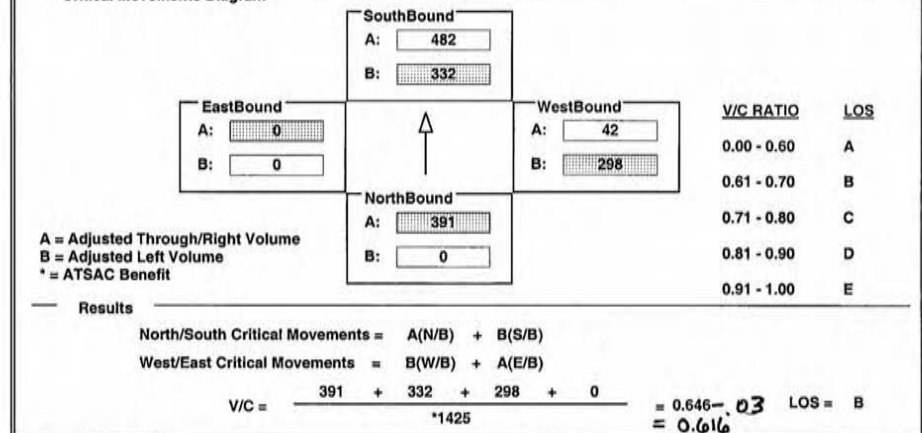 Critical Movements Diagram
SouthBound
A: 482
B: 332
EastBound
A: 0
B: 0
WestBound
A: 42
B: 298
NorthBound
A: 391
B: 0
V/C RATIO LOS
0.00 - 0.60 A
0.61 - 0.70 B
0.71 - 0.80 C
0.81 - 0.90 D
0.91 - 1.00 E
A = Adjusted Through/Right Volume
B = Adjusted Left Volume
* = ATSAC Benefit
Results
North/South Critical Movements = A(N/B) + B(S/B)
West/East Critical Movements = B(W/B) + A(E/B)
V/C = 391 + 332 + 298 + 0
*1425
= 0.646 - .03 LOS = B
= 0.616